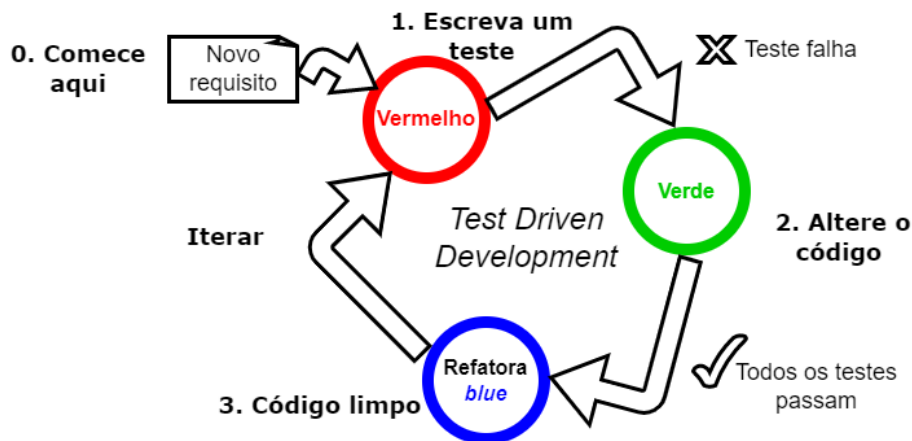 0. Comece
aqui
Novo
requisito
1. Escreva um
teste
Vermelho
X Teste falha
Verde
2. Altere o
código
Todos os testes
passam
Test Driven
Development
Refatora
blue
3. Código limpo
Iterar